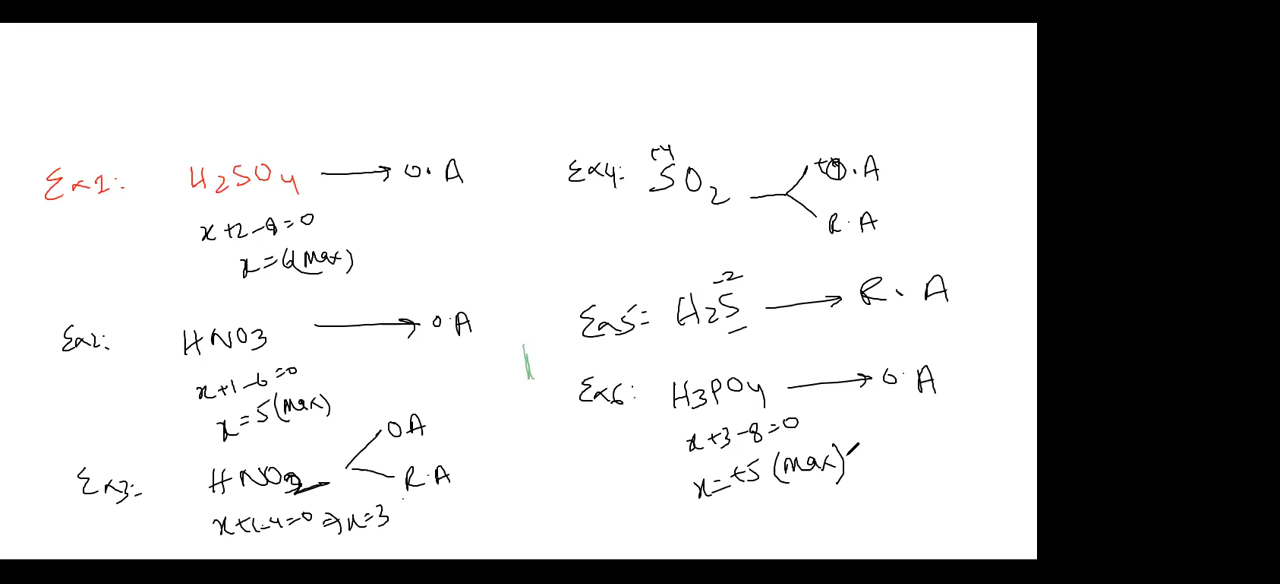 Ex1: H2SO4 → O.A
x+2-8=0
x=6(max)
Ex2: HNO3 → O.A
x+1-6=0
x=5(max)
Ex3:- HNO2 OA
R.A
x+1-4=0 ⇒ x=3
Ex4: +4
SO2 O.A
R.A
Ex5= H2S -2 → R.A
Ex6: H3PO4 → O.A
x+3-8=0
x=+5 (max)